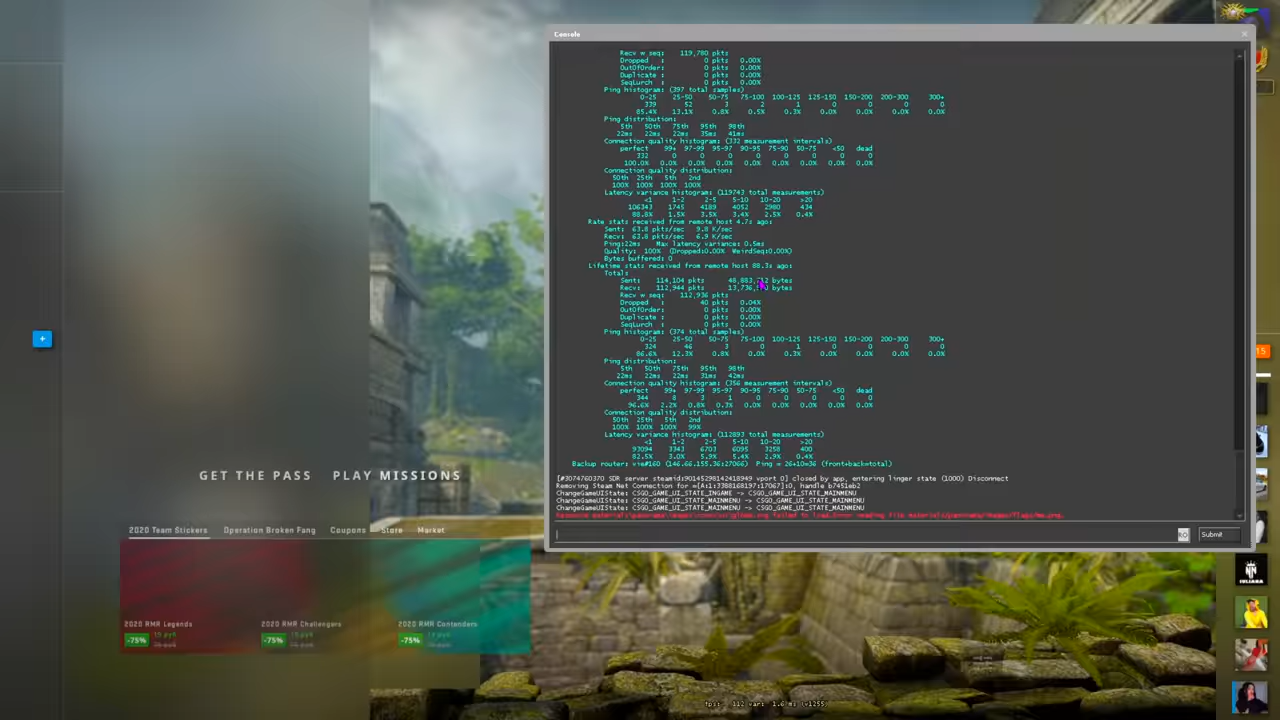 Console
Recv w seq: 119,780 pkts
Dropped : 0 pkts 0.00%
OutOfOrder: 0 pkts 0.00%
Duplicate : 0 pkts 0.00%
SeqLurch : 0 pkts 0.00%
Ping histogram: (397 total samples)
0-25 25-50 50-75 75-100 100-125 125-150 150-200 200-300 300+
339 52 3 2 1 0 0 0 0
85.4% 13.1% 0.8% 0.5% 0.3% 0.0% 0.0% 0.0% 0.0%
Ping distribution:
5th 50th 75th 95th 98th
22ms 22ms 22ms 35ms 41ms
Connection quality histogram: (332 measurement intervals)
perfect 99+ 97-99 95-97 90-95 75-90 50-75 <50 dead
332 0 0 0 0 0 0 0 0
100.0% 0.0% 0.0% 0.0% 0.0% 0.0% 0.0% 0.0% 0.0%
Connection quality distribution:
50th 25th 5th 2nd
100% 100% 100% 100%
Latency variance histogram: (119743 total measurements)
<1 1-2 2-5 5-10 10-20 >20
106343 1745 4189 4052 2980 434
88.8% 1.5% 3.5% 3.4% 2.5% 0.4%
Rate stats received from remote host 4.7s ago:
Sent: 63.8 pkts/sec 9.8 K/sec
Recv: 63.8 pkts/sec 6.9 K/sec
Ping:22ms Max latency variance: 0.5ms
Quality: 100% (Dropped:0.00% WeirdSeq:0.00%)
Bytes buffered: 0
Lifetime stats received from remote host 88.3s ago:
Totals:
Sent: 114,104 pkts bytes
Recv: 112,944 pkts bytes
Recv w seq: 112,936 pkts
Dropped : 40 pkts 0.04%
OutOfOrder: 0 pkts 0.00%
Duplicate : 0 pkts 0.00%
SeqLurch : 0 pkts 0.00%
Ping histogram: (374 total samples)
0-25 25-50 50-75 75-100 100-125 125-150 150-200 200-300 300+
324 46 3 0 1 0 0 0 0
86.6% 12.3% 0.8% 0.0% 0.3% 0.0% 0.0% 0.0% 0.0%
Ping distribution:
5th 50th 75th 95th 98th
22ms 22ms 22ms 31ms 42ms
Connection quality histogram: (356 measurement intervals)
perfect 99+ 97-99 95-97 90-95 75-90 50-75 <50 dead
344 8 3 1 0 0 0 0 0
96.6% 2.2% 0.8% 0.3% 0.0% 0.0% 0.0% 0.0% 0.0%
Connection quality distribution:
50th 25th 5th 2nd
100% 100% 100% 99%
Latency variance histogram: (112893 total measurements)
<1 1-2 2-5 5-10 10-20 >20
93094 3343 6703 6095 3258 400
82.5% 3.0% 5.9% 5.4% 2.9% 0.4%
Backup router: vie#160 (146.66.155.36:27066) Ping = 26+10=36 (front+back=total)
[#3074760370 SDR server steamid:90145298142418949 vport 0] closed by app, entering linger state (1000) Disconnect
Removing Steam Net Connection for =[A:1:3388168197:17067]:0, handle b7451eb2
ChangeGameUIState: CSGO_GAME_UI_STATE_INGAME -> CSGO_GAME_UI_STATE_MAINMENU
ChangeGameUIState: CSGO_GAME_UI_STATE_MAINMENU -> CSGO_GAME_UI_STATE_MAINMENU
ChangeGameUIState: CSGO_GAME_UI_STATE_MAINMENU -> CSGO_GAME_UI_STATE_MAINMENU
Submit
GET THE PASS PLAY MISSIONS
2020 Team Stickers Operation Broken Fang Coupons Store Market
2020 RMR Legends 2020 RMR Challengers 2020 RMR Contenders
-75% -75% -75%
15